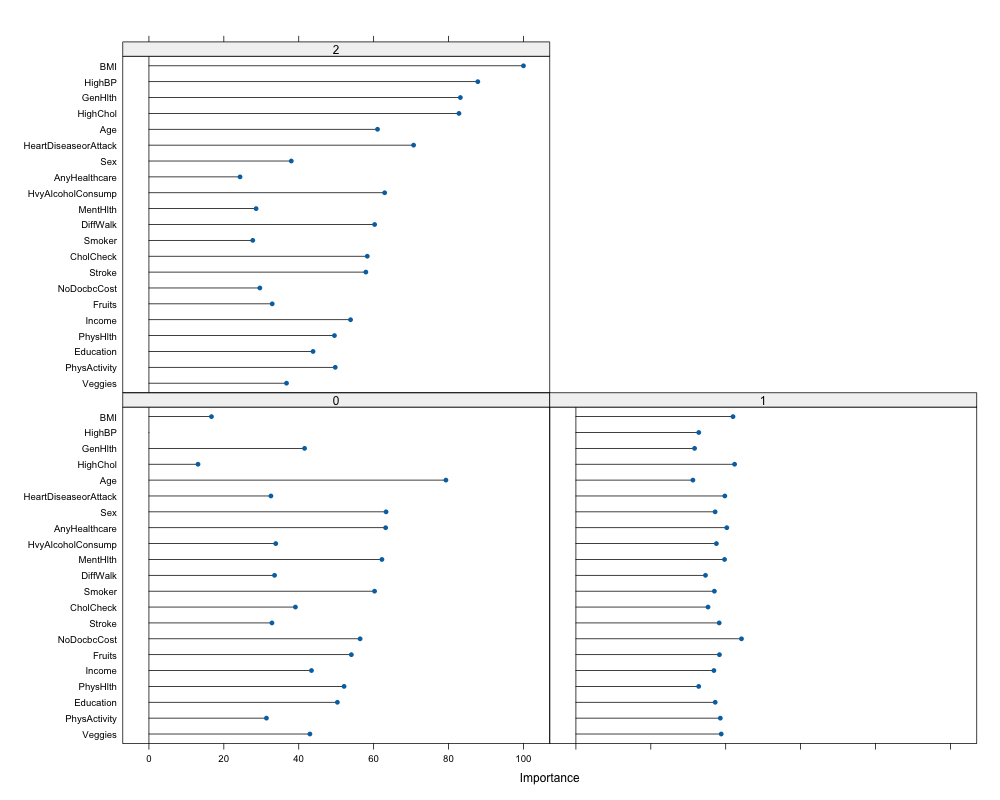 2
BMI
HighBP
GenHlth
HighChol
Age
HeartDiseaseorAttack
Sex
AnyHealthcare
HvyAlcoholConsump
MentHlth
DiffWalk
Smoker
CholCheck
Stroke
NoDocbcCost
Fruits
Income
PhysHlth
Education
PhysActivity
Veggies
0 1
BMI
HighBP
GenHlth
HighChol
Age
HeartDiseaseorAttack
Sex
AnyHealthcare
HvyAlcoholConsump
MentHlth
DiffWalk
Smoker
CholCheck
Stroke
NoDocbcCost
Fruits
Income
PhysHlth
Education
PhysActivity
Veggies
0 20 40 60 80 100
Importance